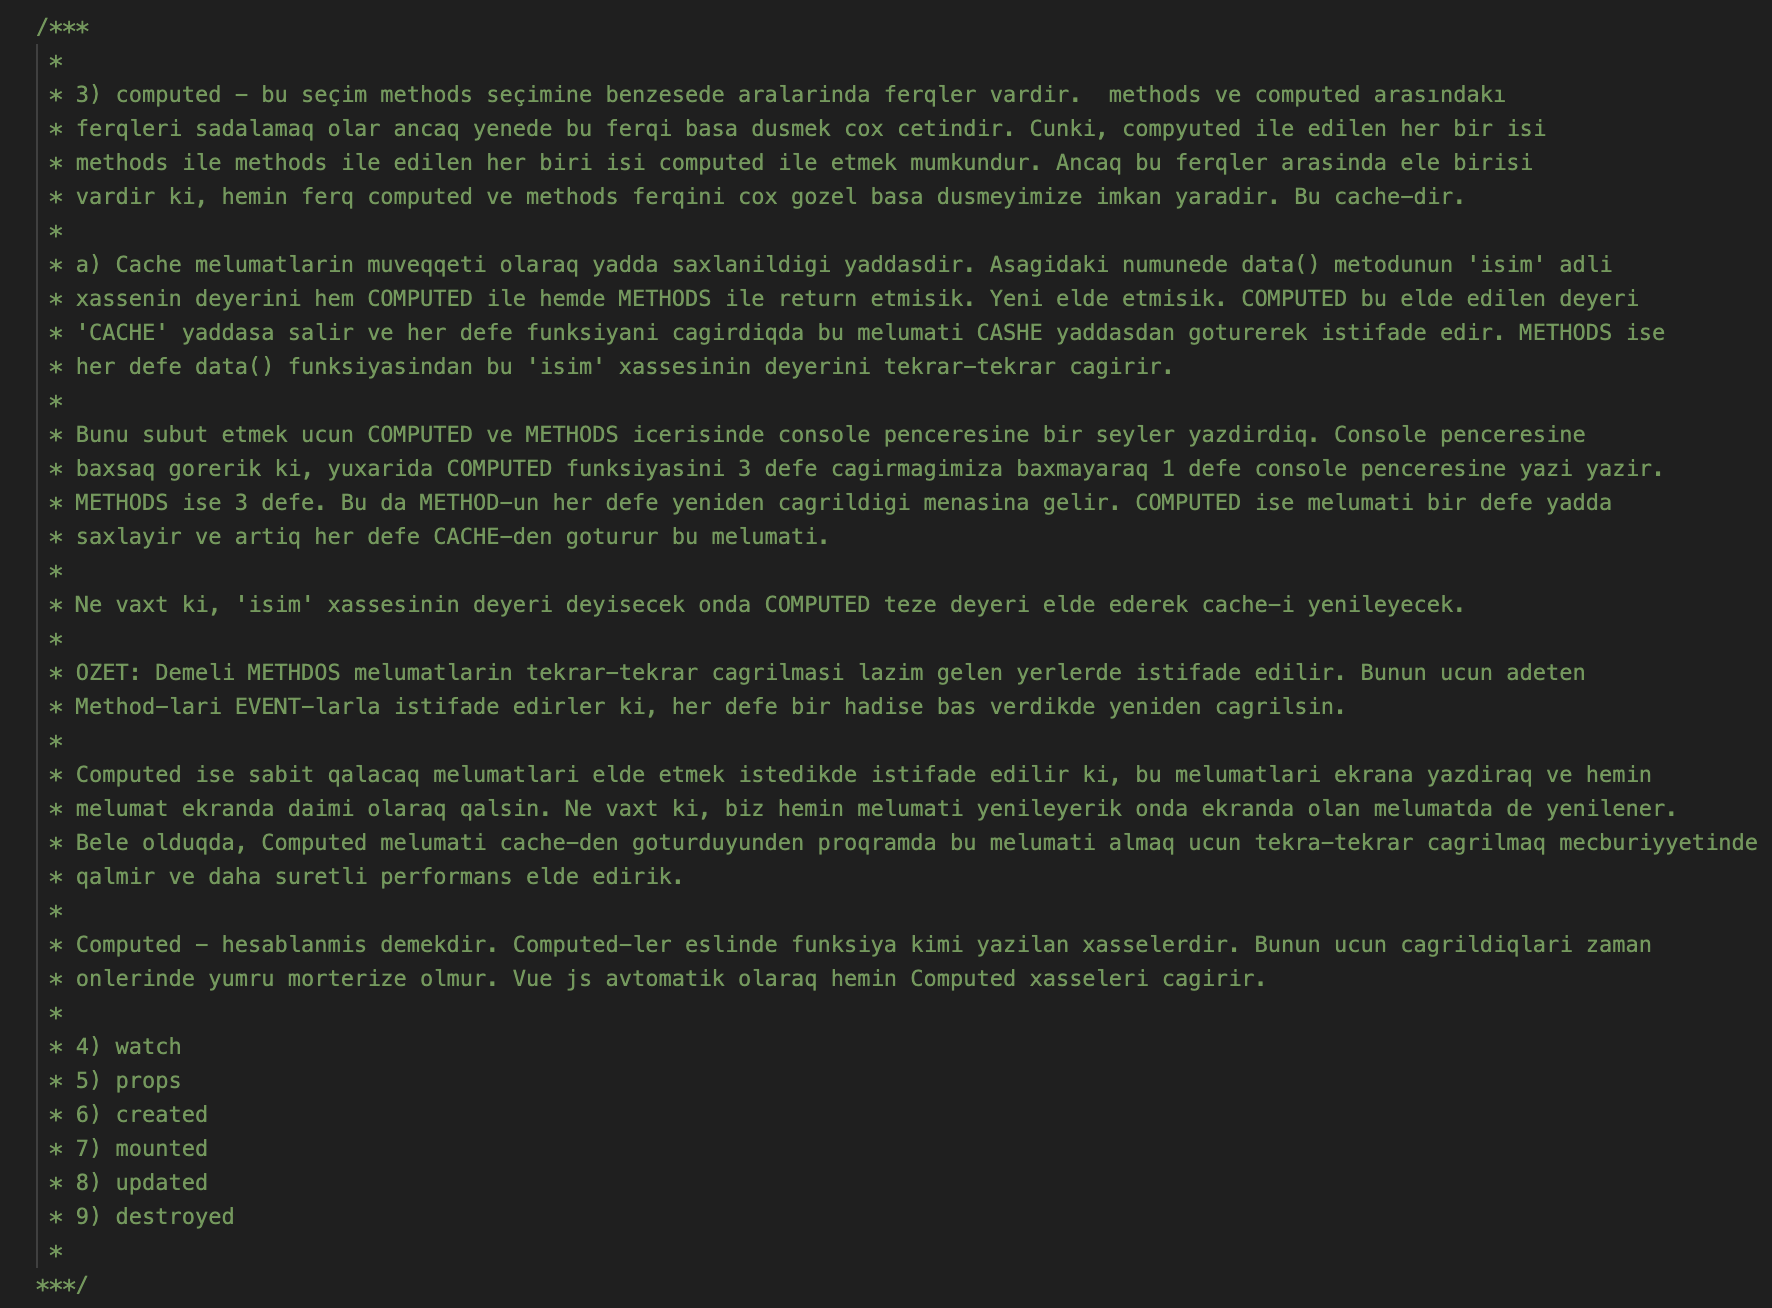 /***
*
* 3) computed - bu seçim methods seçimine benzesede aralarinda ferqler vardir.  methods ve computed arasındakı
* ferqleri sadalamaq olar ancaq yenede bu ferqi basa dusmek cox cetindir. Cunki, compyuted ile edilen her bir isi
* methods ile methods ile edilen her biri isi computed ile etmek mumkundur. Ancaq bu ferqler arasinda ele birisi
* vardir ki, hemin ferq computed ve methods ferqini cox gozel basa dusmeyimize imkan yaradir. Bu cache-dir.
*
* a) Cache melumatlarin muveqqeti olaraq yadda saxlanildigi yaddasdir. Asagidaki numunede data() metodunun 'isim' adli
* xassenin deyerini hem COMPUTED ile hemde METHODS ile return etmisik. Yeni elde etmisik. COMPUTED bu elde edilen deyeri
* 'CACHE' yaddasa salir ve her defe funksiyani cagirdiqda bu melumati CASHE yaddasdan goturerek istifade edir. METHODS ise
* her defe data() funksiyasindan bu 'isim' xassesinin deyerini tekrar-tekrar cagirir.
*
* Bunu subut etmek ucun COMPUTED ve METHODS icerisinde console penceresine bir seyler yazdirdiq. Console penceresine
* baxsaq gorerik ki, yuxarida COMPUTED funksiyasini 3 defe cagirmagimiza baxmayaraq 1 defe console penceresine yazi yazir.
* METHODS ise 3 defe. Bu da METHOD-un her defe yeniden cagrildigi menasina gelir. COMPUTED ise melumati bir defe yadda
* saxlayir ve artiq her defe CACHE-den goturur bu melumati.
*
* Ne vaxt ki, 'isim' xassesinin deyeri deyisecek onda COMPUTED teze deyeri elde ederek cache-i yenileyecek.
*
* OZET: Demeli METHDOS melumatlarin tekrar-tekrar cagrilmasi lazim gelen yerlerde istifade edilir. Bunun ucun adeten
* Method-lari EVENT-larla istifade edirler ki, her defe bir hadise bas verdikde yeniden cagrilsin.
*
* Computed ise sabit qalacaq melumatlari elde etmek istedikde istifade edilir ki, bu melumatlari ekrana yazdiraq ve hemin
* melumat ekranda daimi olaraq qalsin. Ne vaxt ki, biz hemin melumati yenileyerik onda ekranda olan melumatda de yenilener.
* Bele olduqda, Computed melumati cache-den goturduyunden proqramda bu melumati almaq ucun tekra-tekrar cagrilmaq mecburiyyetinde
* qalmir ve daha suretli performans elde edirik.
*
* Computed - hesablanmis demekdir. Computed-ler eslinde funksiya kimi yazilan xasselerdir. Bunun ucun cagrildiqlari zaman
* onlerinde yumru morterize olmur. Vue js avtomatik olaraq hemin Computed xasseleri cagirir.
*
* 4) watch
* 5) props
* 6) created
* 7) mounted
* 8) updated
* 9) destroyed
*
***/